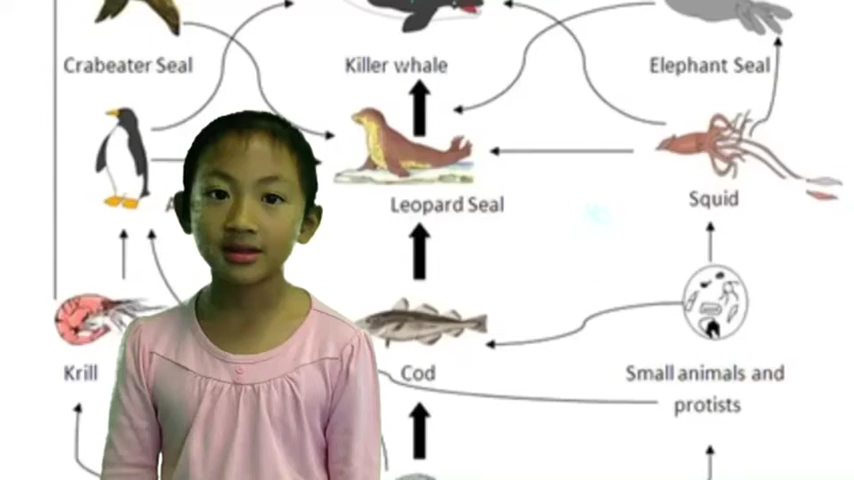 Crabeater Seal
Killer whale
Elephant Seal
Leopard Seal
Squid
Krill
Cod
Small animals and
protists